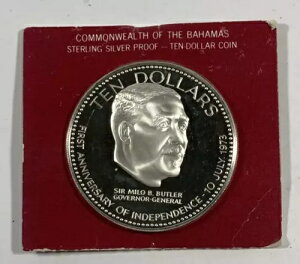 COMMONWEALTH OF THE BAHAMAS
STERLING SILVER PROOF — TEN DOLLAR COIN
TEN DOLLARS
SIR MILO B. BUTLER
GOVERNOR-GENERAL
FIRST ANNIVERSARY OF INDEPENDENCE · 10 JULY 1973